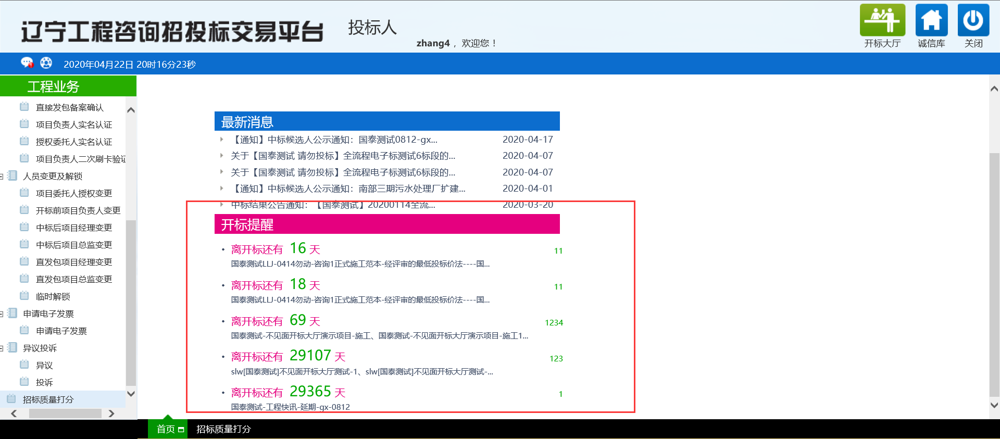 辽宁工程咨询招投标交易平台
投标人
zhang4 ，欢迎您！
开标大厅
诚信库
关闭
2020年04月22日 20时16分23秒
工程业务
直接发包备案确认
项目负责人实名认证
授权委托人实名认证
项目负责人二次刷卡验证
人员变更及解锁
项目委托人授权变更
开标前项目负责人变更
中标后项目经理变更
中标后项目总监变更
直发包项目经理变更
直发包项目总监变更
临时解锁
申请电子发票
申请电子发票
异议投诉
异议
投诉
招标质量打分
最新消息
【通知】中标候选人公示通知：国泰测试0812-gx... 2020-04-17
关于【国泰测试 请勿投标】全流程电子标测试6标段的... 2020-04-07
关于【国泰测试 请勿投标】全流程电子标测试6标段的... 2020-04-07
【通知】中标候选人公示通知：南部三期污水处理厂扩建... 2020-04-01
中标结果公告通知：【国泰测试】20200114全流... 2020-03-20
开标提醒
离开标还有 16 天 11
国泰测试LLJ-0414勿动-咨询1正式施工范本-经评审的最低投标价法----国...
离开标还有 18 天 11
国泰测试LLJ-0414勿动-咨询1正式施工范本-经评审的最低投标价法----国...
离开标还有 69 天 1234
国泰测试-不见面开标大厅演示项目-施工、国泰测试-不见面开标大厅演示项目-施工1...
离开标还有 29107 天 123
slw[国泰测试]不见面开标大厅测试-1、slw[国泰测试]不见面开标大厅测试-...
离开标还有 29365 天 1
国泰测试-工程快讯-延期-gx-0812
首页 招标质量打分